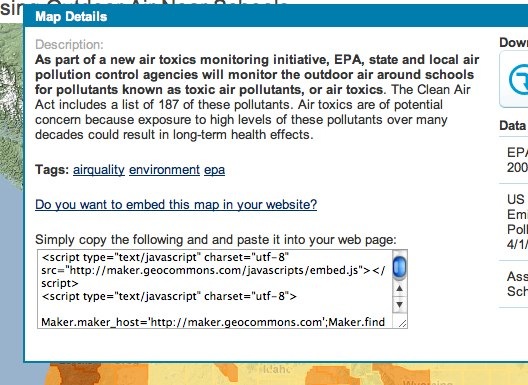 sing Outdoor Air Near Schools
Map Details
Description:
As part of a new air toxics monitoring initiative, EPA, state and local air
pollution control agencies will monitor the outdoor air around schools
for pollutants known as toxic air pollutants, or air toxics. The Clean Air
Act includes a list of 187 of these pollutants. Air toxics are of potential
concern because exposure to high levels of these pollutants over many
decades could result in long-term health effects.
Tags: airquality environment epa
Do you want to embed this map in your website?
Simply copy the following and and paste it into your web page:
<script type="text/javascript" charset="utf-8"
src="http://maker.geocommons.com/javascripts/embed.js"></
script>
<script type="text/javascript" charset="utf-8">
Maker.maker_host='http://maker.geocommons.com';Maker.find
Down
Data
EPA
200
US
Emi
Poll
4/1/
Ass
Sch
Idaho
Wyoming